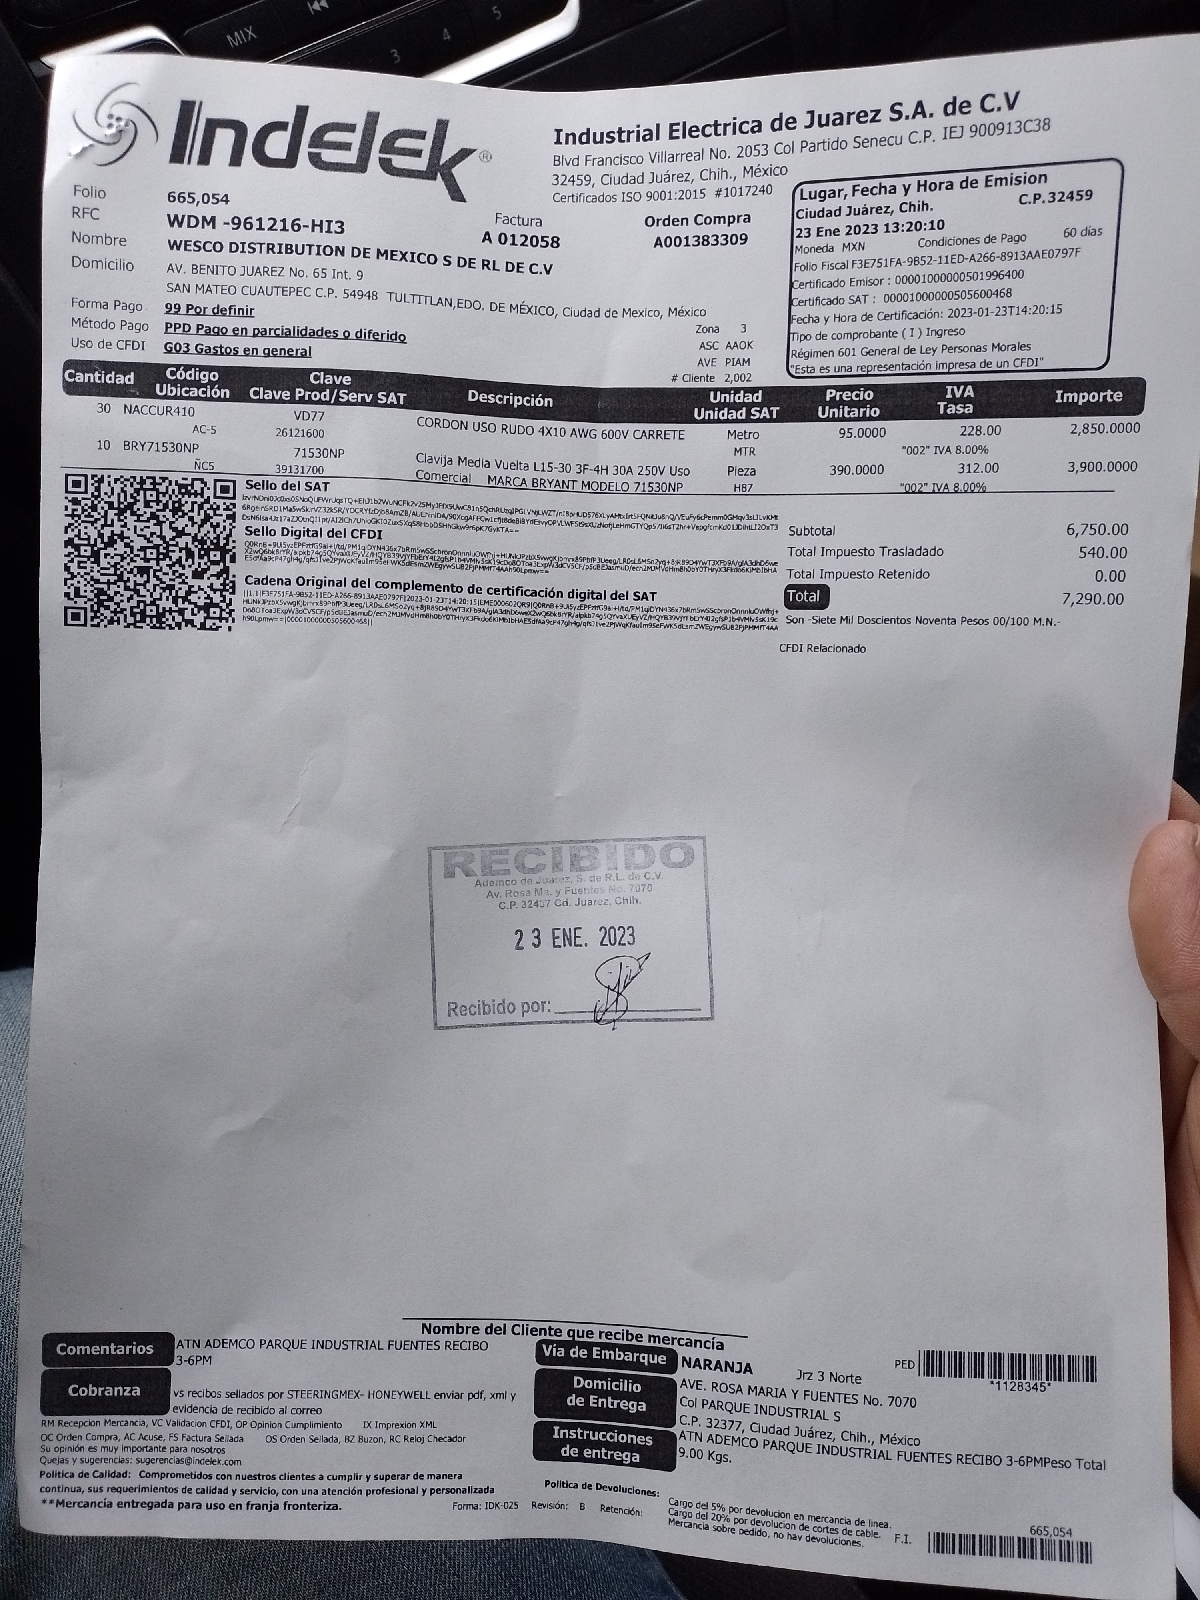 MIX
3
4
5
Indelek®
Industrial Electrica de Juarez S.A. de C.V
Blvd Francisco Villarreal No. 2053 Col Partido Senecu C.P. IEJ 900913C38
32459, Ciudad Juárez, Chih., México
Certificados ISO 9001:2015 #1017240
Folio 665,054
RFC WDM -961216-HI3
Factura
A 012058
Orden Compra
A001383309
Nombre WESCO DISTRIBUTION DE MEXICO S DE RL DE C.V
Domicilio AV. BENITO JUAREZ No. 65 Int. 9
SAN MATEO CUAUTEPEC C.P. 54948 TULTITLAN,EDO. DE MÉXICO, Ciudad de Mexico, México
Forma Pago 99 Por definir
Método Pago PPD Pago en parcialidades o diferido
Uso de CFDI G03 Gastos en general
Zona 3
ASC AAOK
AVE PIAM
# Cliente 2,002
Lugar, Fecha y Hora de Emision
Ciudad Juárez, Chih. C.P.32459
23 Ene 2023 13:20:10
Moneda MXN Condiciones de Pago 60 días
Folio Fiscal F3E751FA-9B52-11ED-A266-8913AAE0797F
Certificado Emisor : 00001000000501996400
Certificado SAT : 00001000000505600468
Fecha y Hora de Certificación: 2023-01-23T14:20:15
Tipo de comprobante ( I ) Ingreso
Régimen 601 General de Ley Personas Morales
"Esta es una representación impresa de un CFDI"
Cantidad Código Ubicación Clave Clave Prod/Serv SAT Descripción Unidad Unidad SAT Precio Unitario IVA Tasa Importe
30 NACCUR410 VD77 CORDON USO RUDO 4X10 AWG 600V CARRETE Metro 95.0000 228.00 2,850.0000
AC-5 26121600 MTR "002" IVA 8.00%
10 BRY71530NP 71530NP Clavija Media Vuelta L15-30 3F-4H 30A 250V Uso Pieza 390.0000 312.00 3,900.0000
ÑC5 39131700 Comercial MARCA BRYANT MODELO 71530NP H87 "002" IVA 8.00%
Sello del SAT
Sello Digital del CFDI
Cadena Original del complemento de certificación digital del SAT
Subtotal 6,750.00
Total Impuesto Trasladado 540.00
Total Impuesto Retenido 0.00
Total 7,290.00
Son -Siete Mil Doscientos Noventa Pesos 00/100 M.N.-
CFDI Relacionado
RECIBIDO
Ademco de Juarez, S. de R.L. de C.V.
Av. Rosa Ma. y Fuentes No. 7070
C.P. 32437 Cd. Juarez, Chih.
23 ENE. 2023
Recibido por:
Nombre del Cliente que recibe mercancía
Comentarios ATN ADEMCO PARQUE INDUSTRIAL FUENTES RECIBO
3-6PM
Cobranza vs recibos sellados por STEERINGMEX- HONEYWELL enviar pdf, xml y
evidencia de recibido al correo
RM Recepcion Mercancia, VC Validacion CFDI, OP Opinion Cumplimiento IX Impresion XML
OC Orden Compra, AC Acuse, FS Factura Sellada OS Orden Sellada, BZ Buzon, RC Reloj Checador
Su opinión es muy importante para nosotros
Quejas y sugerencias: sugerencias@indelek.com
Politica de Calidad: Comprometidos con nuestros clientes a cumplir y superar de manera
continua, sus requerimientos de calidad y servicio, con una atención profesional y personalizada
**Mercancía entregada para uso en franja fronteriza.
Forma: IDK-025 Revisión: B Retención:
Vía de Embarque NARANJA Jrz 3 Norte PED
*1128345*
Domicilio de Entrega AVE. ROSA MARIA Y FUENTES No. 7070
Col PARQUE INDUSTRIAL S
C.P. 32377, Ciudad Juárez, Chih., México
Instrucciones de entrega ATN ADEMCO PARQUE INDUSTRIAL FUENTES RECIBO 3-6PMPeso Total
9.00 Kgs.
Politica de Devoluciones:
Cargo del 5% por devolucion en mercancia de linea.
Cargo del 20% por devolucion de cortes de cable.
Mercancia sobre pedido, no hay devoluciones.
F.I. 665,054